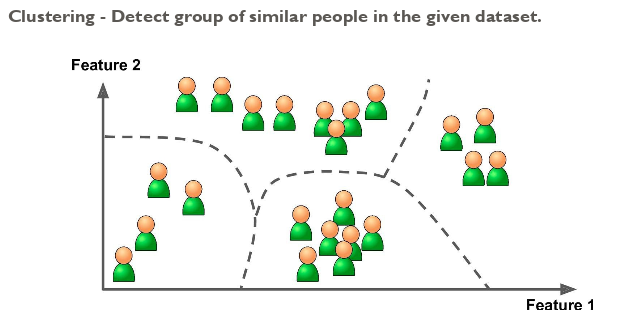 Clustering - Detect group of similar people in the given dataset.
Feature 2
Feature 1